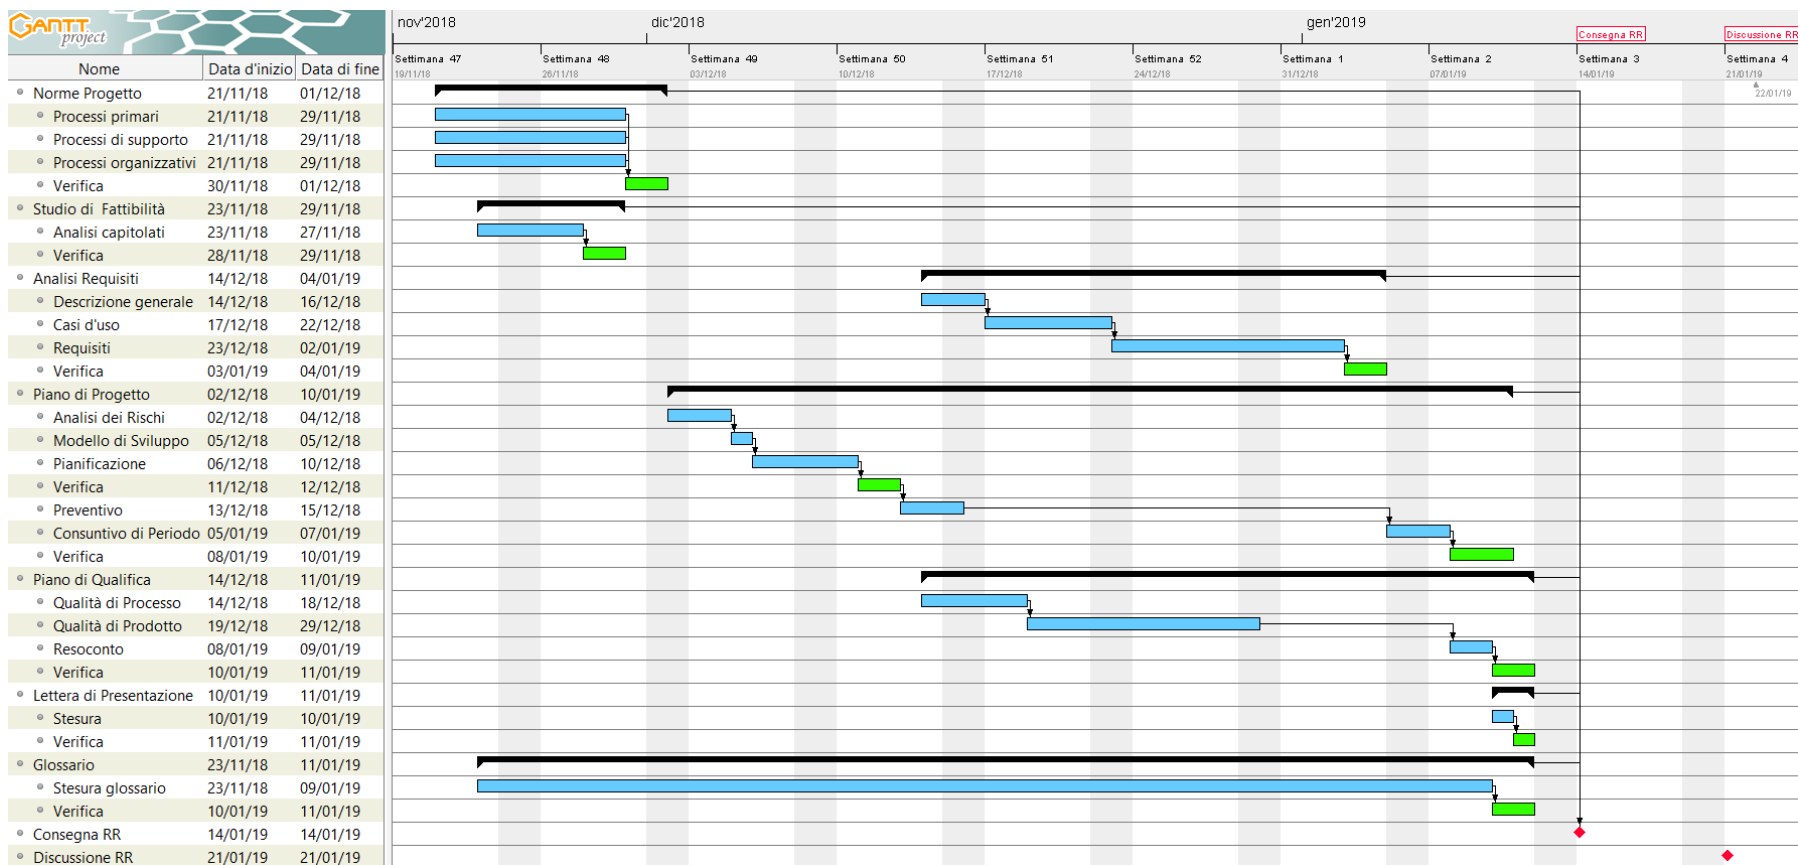 GANTT
project
nov'2018 dic'2018 gen'2019
Consegna RR Discussione RR
Nome Data d'inizio Data di fine
Settimana 47 Settimana 48 Settimana 49 Settimana 50 Settimana 51 Settimana 52 Settimana 1 Settimana 2 Settimana 3 Settimana 4
19/11/18 26/11/18 03/12/18 10/12/18 17/12/18 24/12/18 31/12/18 07/01/19 14/01/19 21/01/19
22/01/19
Norme Progetto 21/11/18 01/12/18
Processi primari 21/11/18 29/11/18
Processi di supporto 21/11/18 29/11/18
Processi organizzativi 21/11/18 29/11/18
Verifica 30/11/18 01/12/18
Studio di Fattibilità 23/11/18 29/11/18
Analisi capitolati 23/11/18 27/11/18
Verifica 28/11/18 29/11/18
Analisi Requisiti 14/12/18 04/01/19
Descrizione generale 14/12/18 16/12/18
Casi d'uso 17/12/18 22/12/18
Requisiti 23/12/18 02/01/19
Verifica 03/01/19 04/01/19
Piano di Progetto 02/12/18 10/01/19
Analisi dei Rischi 02/12/18 04/12/18
Modello di Sviluppo 05/12/18 05/12/18
Pianificazione 06/12/18 10/12/18
Verifica 11/12/18 12/12/18
Preventivo 13/12/18 15/12/18
Consuntivo di Periodo 05/01/19 07/01/19
Verifica 08/01/19 10/01/19
Piano di Qualifica 14/12/18 11/01/19
Qualità di Processo 14/12/18 18/12/18
Qualità di Prodotto 19/12/18 29/12/18
Resoconto 08/01/19 09/01/19
Verifica 10/01/19 11/01/19
Lettera di Presentazione 10/01/19 11/01/19
Stesura 10/01/19 10/01/19
Verifica 11/01/19 11/01/19
Glossario 23/11/18 11/01/19
Stesura glossario 23/11/18 09/01/19
Verifica 10/01/19 11/01/19
Consegna RR 14/01/19 14/01/19
Discussione RR 21/01/19 21/01/19